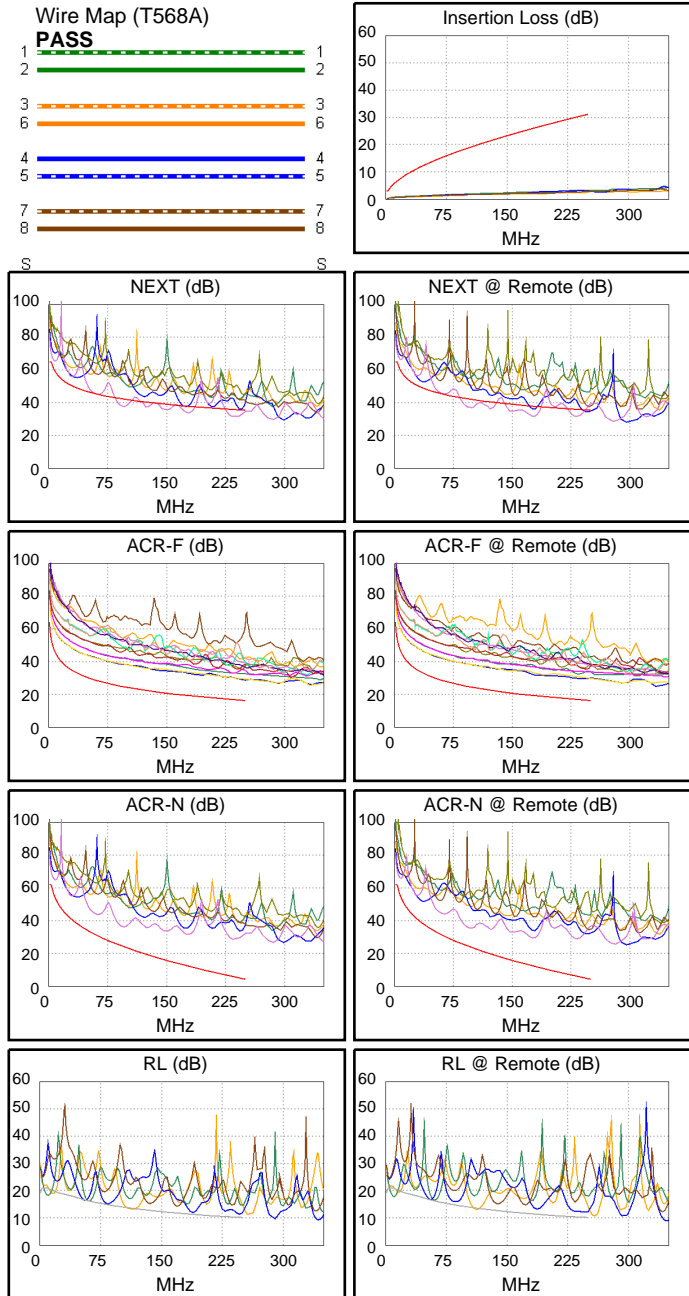 Wire Map (T568A)
PASS
1 1
2 2
3 3
6 6
4 4
5 5
7 7
8 8
S S
Insertion Loss (dB)
60
50
40
30
20
10
0
0 75 150 225 300
MHz
NEXT (dB)
100
80
60
40
20
0
0 75 150 225 300
MHz
NEXT @ Remote (dB)
100
80
60
40
20
0
0 75 150 225 300
MHz
ACR-F (dB)
100
80
60
40
20
0
0 75 150 225 300
MHz
ACR-F @ Remote (dB)
100
80
60
40
20
0
0 75 150 225 300
MHz
ACR-N (dB)
100
80
60
40
20
0
0 75 150 225 300
MHz
ACR-N @ Remote (dB)
100
80
60
40
20
0
0 75 150 225 300
MHz
RL (dB)
60
50
40
30
20
10
0
0 75 150 225 300
MHz
RL @ Remote (dB)
60
50
40
30
20
10
0
0 75 150 225 300
MHz